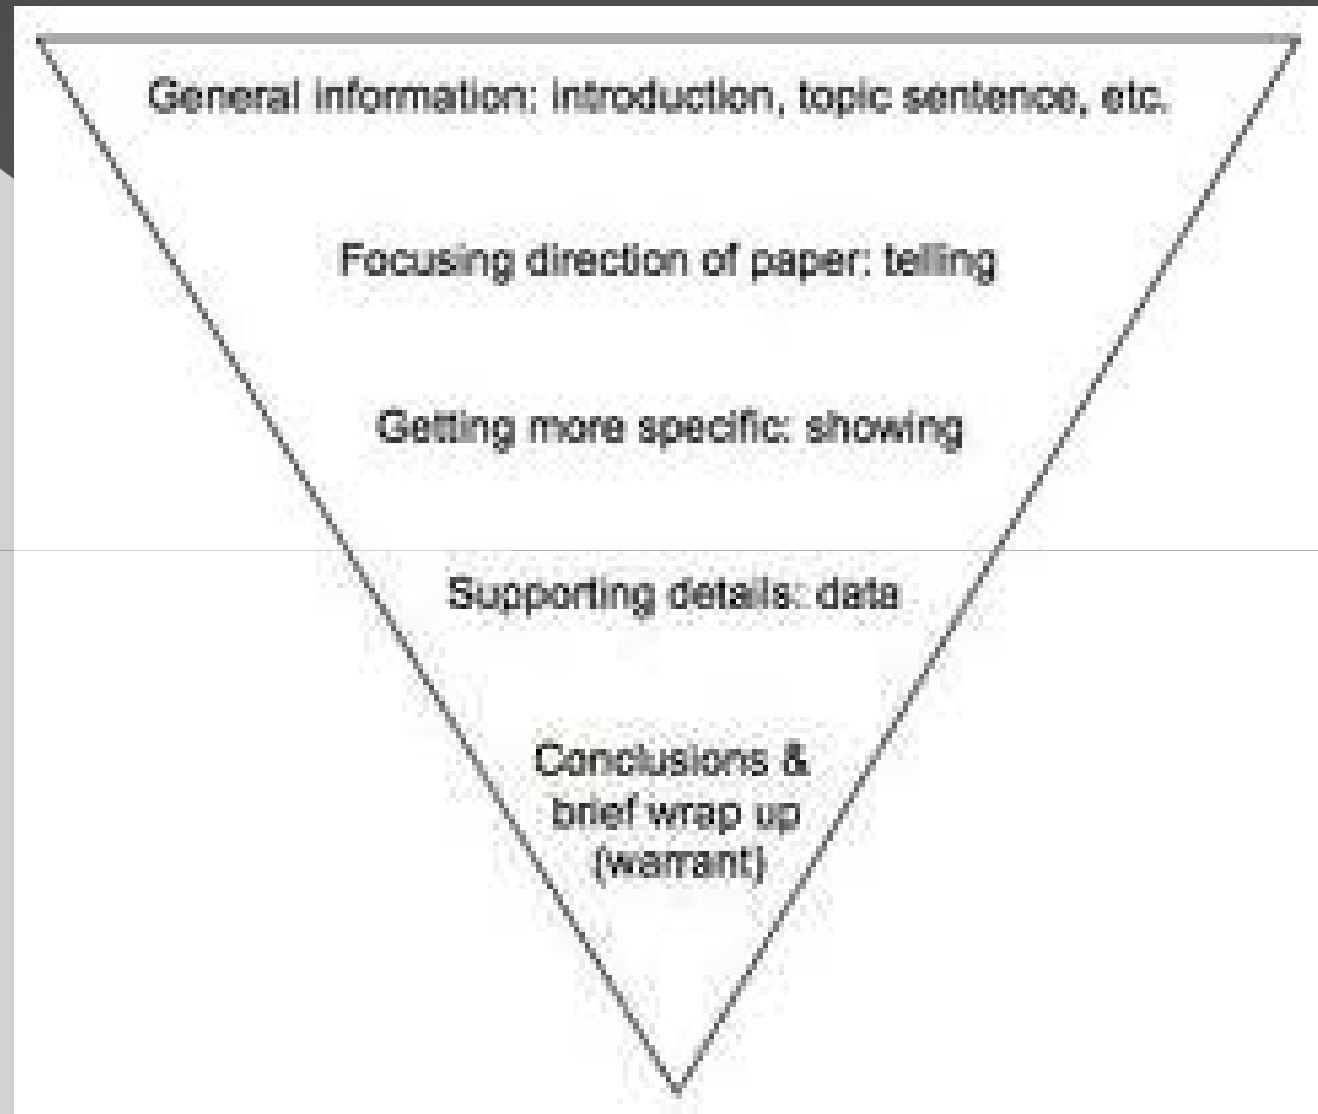 General information: introduction, topic sentence, etc.
Focusing direction of paper: telling
Getting more specific: showing
Supporting details: data
Conclusions &
brief wrap up
(warrant)